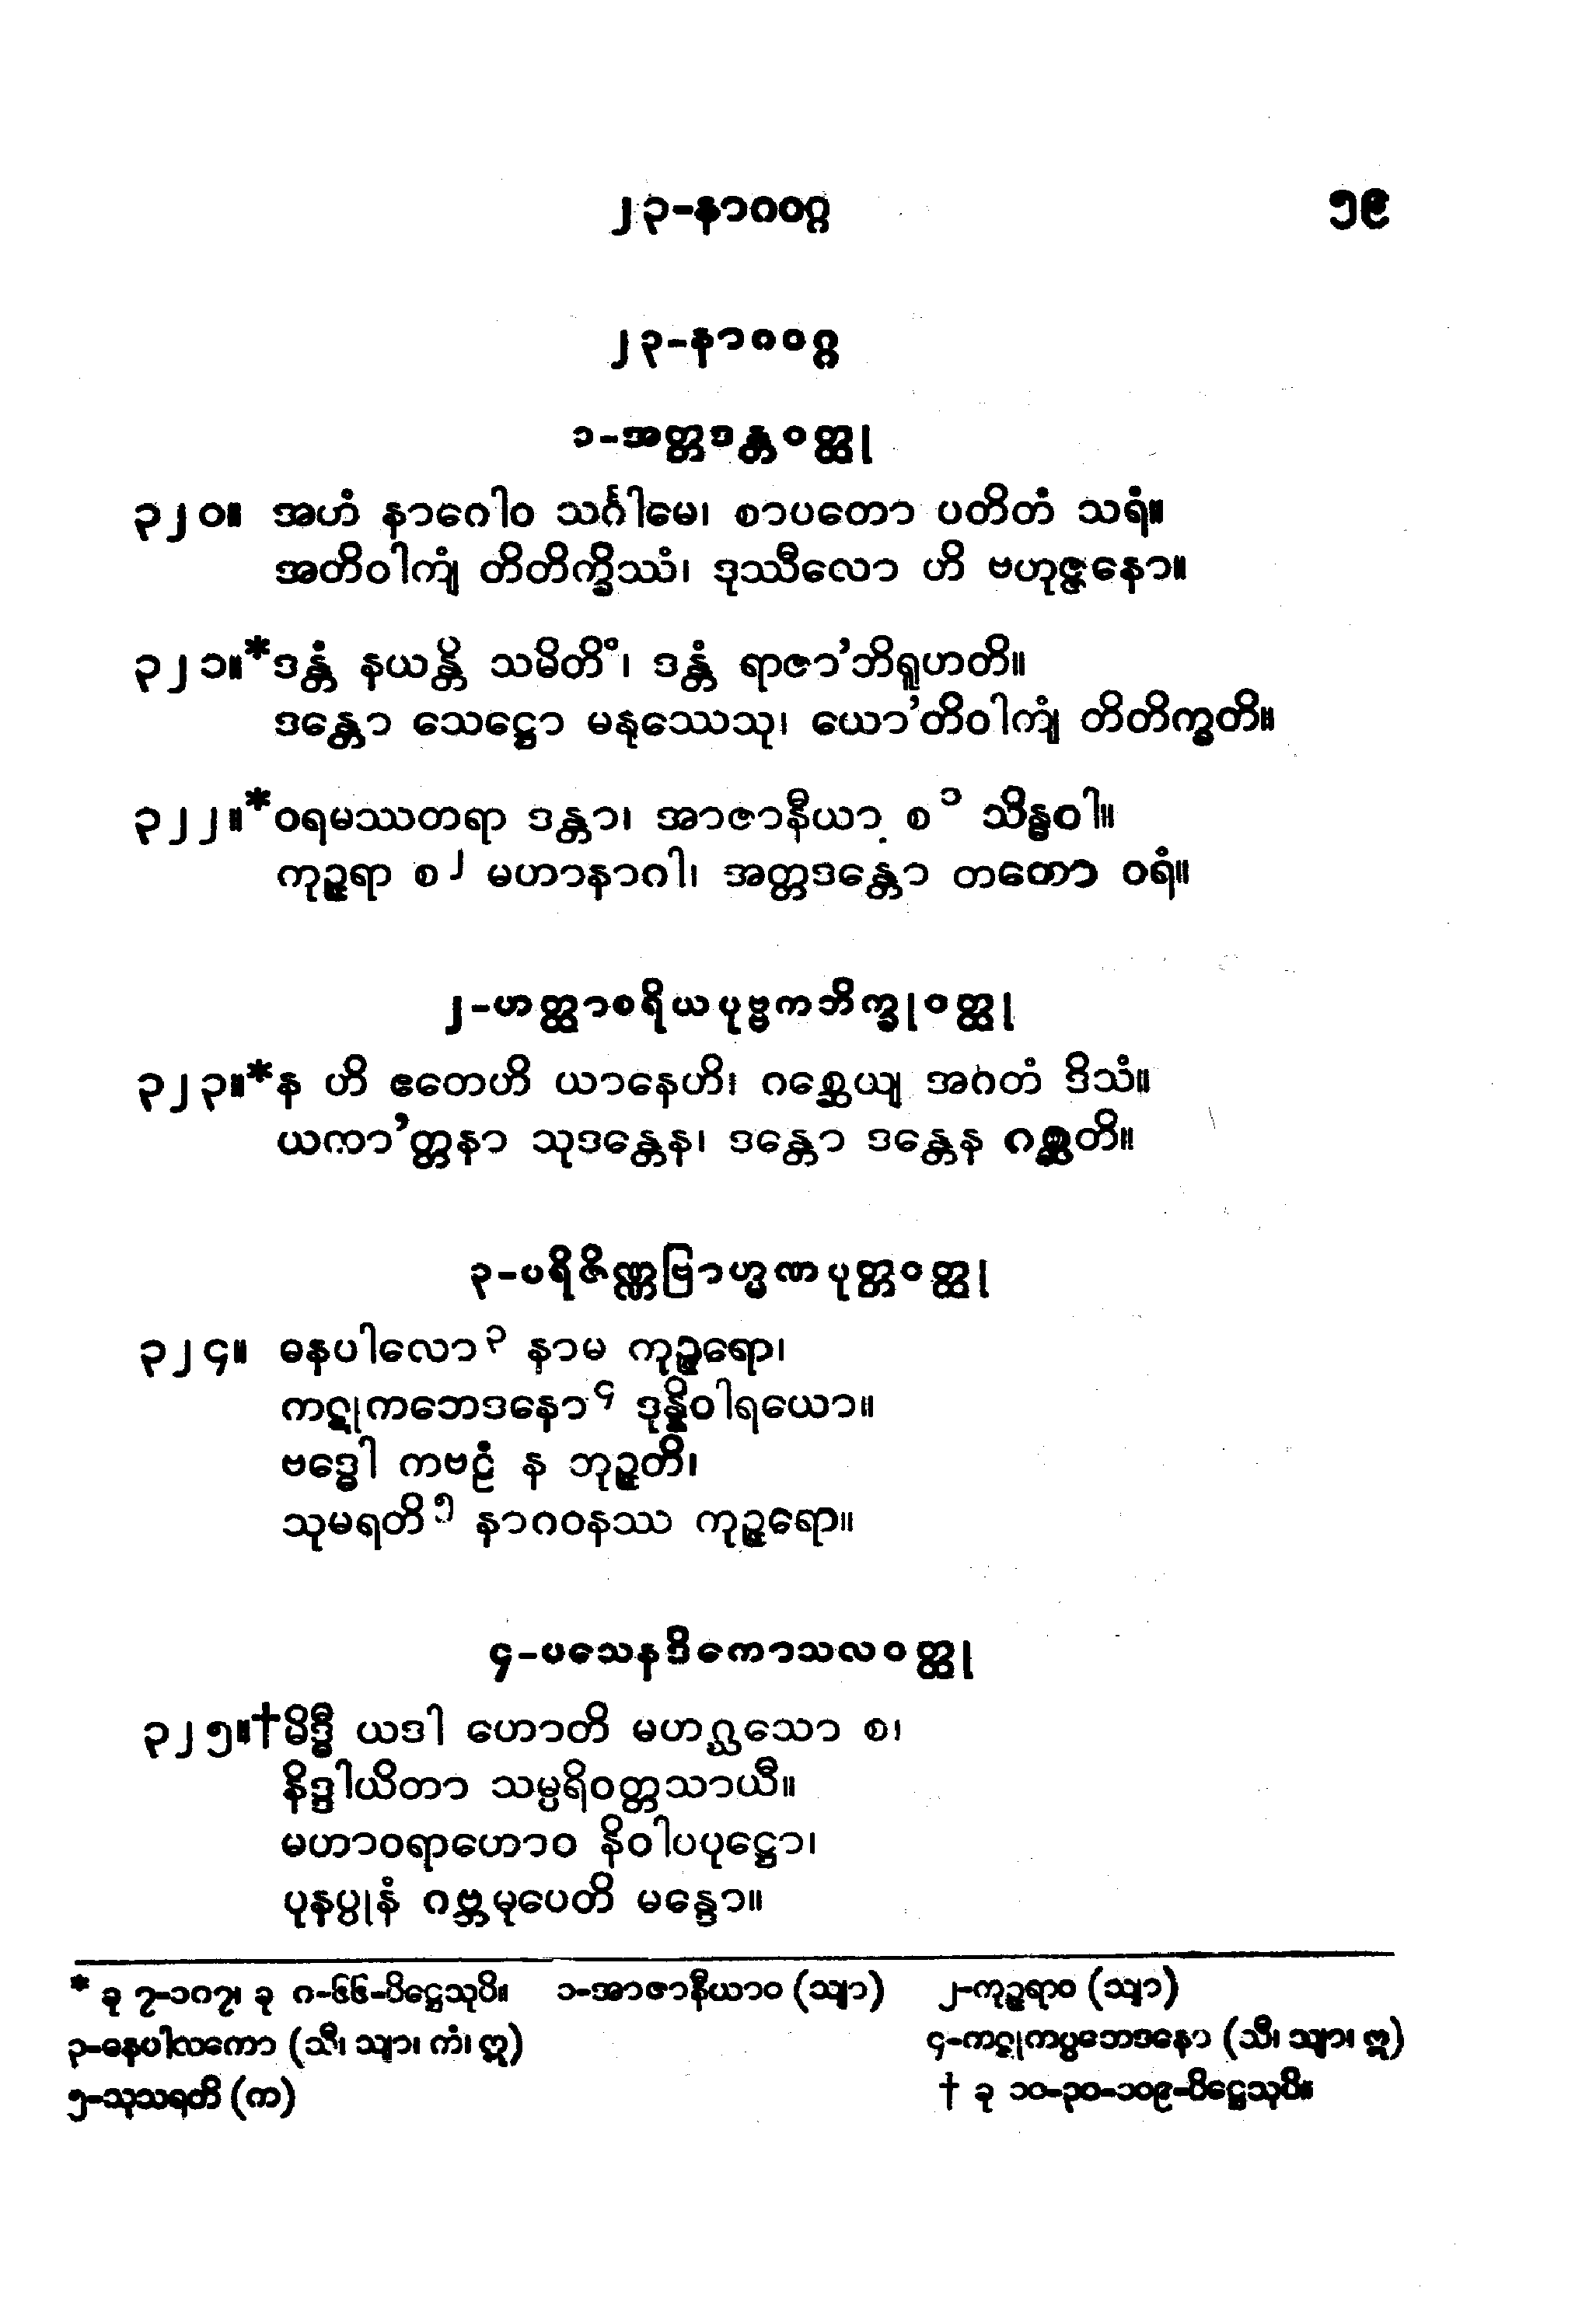 ၂၃-နာဂဝဂ္ဂ ၅၉
၂၃-နာဂဝဂ္ဂ
၁-အတ္တဒန္တဝတ္ထု
၃၂၀။ အဟံ နာဂေါဝ သင်္ဂါမေ၊ စာပတော ပတိတံ သရံ။
အတိဝါကျံ တိတိက္ခိဿံ၊ ဒုဿီလော ဟိ ဗဟုဇ္ဇနော။
၃၂၁။*ဒန္တံ နယန္တိ သမိတိံ၊ ဒန္တံ ရာဇာ’ဘိရူဟတိ။
ဒန္တော သေဋ္ဌော မနုဿေသု၊ ယော’တိဝါကျံ တိတိက္ခတိ။
၃၂၂။*ဝရမဿတရာ ဒန္တာ၊ အာဇာနီယာ စ၁ သိန္ဓဝါ။
ကုဉ္ဇရာ စ၂ မဟာနာဂါ၊ အတ္တဒန္တော တတော ဝရံ။
၂-ဟတ္ထာစရိယပုဗ္ဗကဘိက္ခုဝတ္ထု
၃၂၃။*န ဟိ ဧတေဟိ ယာနေဟိ၊ ဂစ္ဆေယျ အဂတံ ဒိသံ။
ယကာ’တ္တနာ သုဒန္တေန၊ ဒန္တော ဒန္တေန ဂစ္ဆတိ။
၃-ပရိဇိဏ္ဏဗြာဟ္မဏပုတ္တဝတ္ထု
၃၂၄။ ဓနပါလော၃ နာမ ကုဉ္ဇရော၊
ကဋုကဘေဒနော၄ ဒုန္နိဝါရယော။
ဗဒ္ဓေါ ကဗဠံ န ဘုဉ္ဇတိ၊
သုမရတိ၅ နာဂဝနဿ ကုဉ္ဇရော။
၄-ပသေနဒိကောသလဝတ္ထု
၃၂၅။†မိဒ္ဓီ ယဒါ ဟောတိ မဟဂ္ဃသော စ၊
နိဒ္ဒါယိတာ သမ္ပရိဝတ္တသာယီ။
မဟာဝရာဟောဝ နိဝါပပုဋ္ဌော၊
ပုနပ္ပုနံ ဂဗ္ဘမုပေတိ မန္ဒော။
* ခု ၇-၁၈၇၊ ခု ၈-၆၆-ပိဋ္ဌေသုပိ။ ၁-အာဇာနီယာဝ (သျာ) ၂-ကုဉ္ဇရာဝ (သျာ)
၃-ဓနပါလကော (သီ၊ သျာ၊ ကံ၊ ဣ) ၄-ကဋုကပ္ပဘေဒနော (သီ၊ သျာ၊ ဣ)
၅-သုသရတိ (က) † ခု ၁၀-၃၀-၁၀၉-ပိဋ္ဌေသုပိ။